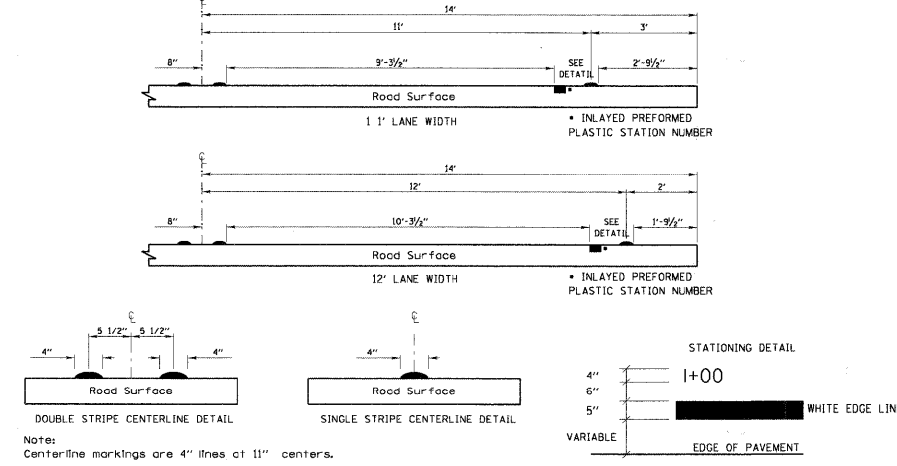 ℄
14'
11' 3'
8" 9'-3½" SEE DETAIL 2'-9½"
Road Surface
1 1' LANE WIDTH
• INLAYED PREFORMED
PLASTIC STATION NUMBER
℄
14'
12' 2'
8" 10'-3½" SEE DETAIL 1'-9½"
Road Surface
12' LANE WIDTH
• INLAYED PREFORMED
PLASTIC STATION NUMBER
℄
5 1/2" 5 1/2"
4" 4"
Road Surface
DOUBLE STRIPE CENTERLINE DETAIL
℄
4"
Road Surface
SINGLE STRIPE CENTERLINE DETAIL
STATIONING DETAIL
4" 1+00
6"
5" WHITE EDGE LIN
VARIABLE
EDGE OF PAVEMENT
Note:
Centerline markings are 4" lines at 11" centers.